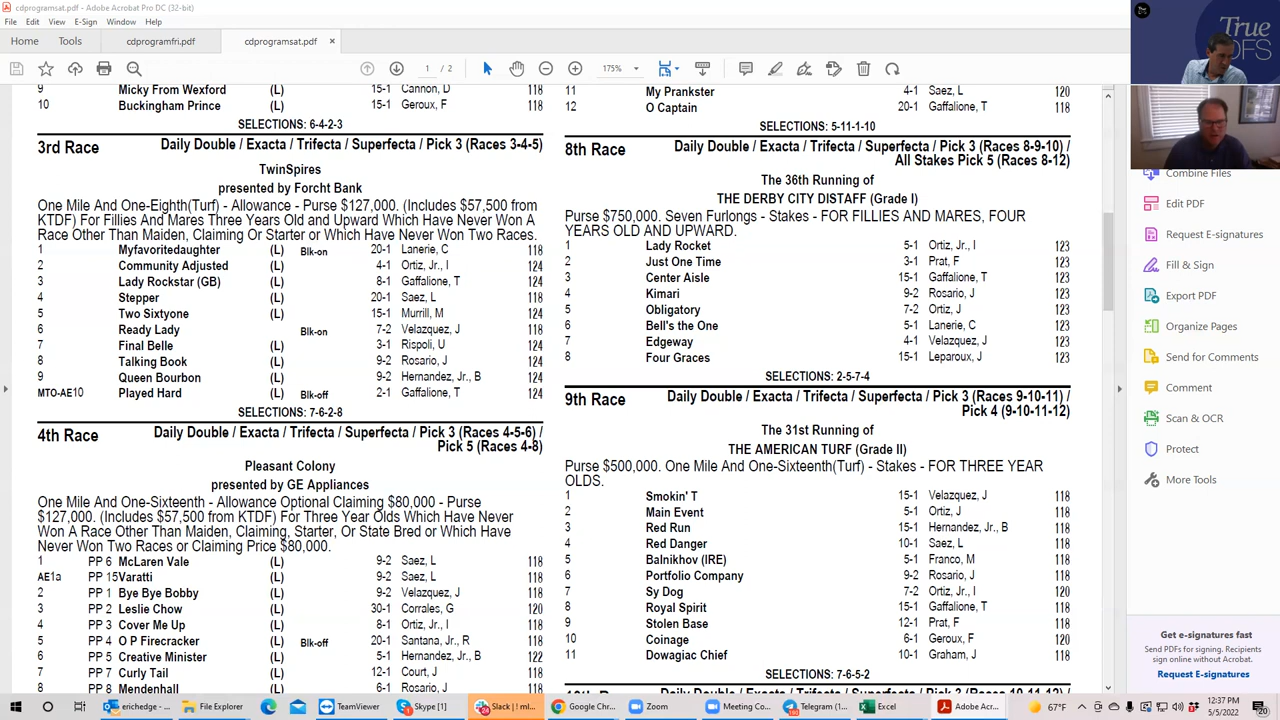 cdprogramsat.pdf - Adobe Acrobat Pro DC (32-bit)
File Edit View E-Sign Window Help
Home Tools cdprogramfri.pdf cdprogramsat.pdf ×
1 / 2 175%
9 Micky From Wexford (L) 15-1 Cannon, D 118
10 Buckingham Prince (L) 15-1 Geroux, F 118
SELECTIONS: 6-4-2-3
3rd Race Daily Double / Exacta / Trifecta / Superfecta / Pick 3 (Races 3-4-5)
TwinSpires
presented by Forcht Bank
One Mile And One-Eighth(Turf) - Allowance - Purse $127,000. (Includes $57,500 from
KTDF) For Fillies And Mares Three Years Old and Upward Which Have Never Won A
Race Other Than Maiden, Claiming Or Starter or Which Have Never Won Two Races.
1 Myfavoritedaughter (L) Blk-on 20-1 Lanerie, C 118
2 Community Adjusted (L) 4-1 Ortiz, Jr., I 124
3 Lady Rockstar (GB) (L) 8-1 Gaffalione, T 124
4 Stepper (L) 20-1 Saez, L 118
5 Two Sixtyone (L) 15-1 Murrill, M 124
6 Ready Lady Blk-on 7-2 Velazquez, J 118
7 Final Belle (L) 3-1 Rispoli, U 124
8 Talking Book (L) 9-2 Rosario, J 124
9 Queen Bourbon (L) 9-2 Hernandez, Jr., B 124
MTO-AE10 Played Hard (L) Blk-off 2-1 Gaffalione, T 124
SELECTIONS: 7-6-2-8
4th Race Daily Double / Exacta / Trifecta / Superfecta / Pick 3 (Races 4-5-6) /
Pick 5 (Races 4-8)
Pleasant Colony
presented by GE Appliances
One Mile And One-Sixteenth - Allowance Optional Claiming $80,000 - Purse
$127,000. (Includes $57,500 from KTDF) For Three Year Olds Which Have Never
Won A Race Other Than Maiden, Claiming, Starter, Or State Bred or Which Have
Never Won Two Races or Claiming Price $80,000.
1 PP 6 McLaren Vale (L) 9-2 Saez, L 118
AE1a PP 15 Varatti (L) 9-2 Saez, L 118
2 PP 1 Bye Bye Bobby (L) 9-2 Velazquez, J 118
3 PP 2 Leslie Chow (L) 30-1 Corrales, G 120
4 PP 3 Cover Me Up (L) 8-1 Ortiz, Jr., I 118
5 PP 4 O P Firecracker (L) Blk-off 20-1 Santana, Jr., R 118
6 PP 5 Creative Minister (L) 5-1 Hernandez, Jr., B 122
7 PP 7 Curly Tail (L) 12-1 Court, J 118
8 PP 8 Mendenhall (L) 6-1 Rosario, J 118
11 My Prankster 4-1 Saez, L 120
12 O Captain 20-1 Gaffalione, T 118
SELECTIONS: 5-11-1-10
8th Race Daily Double / Exacta / Trifecta / Superfecta / Pick 3 (Races 8-9-10) /
All Stakes Pick 5 (Races 8-12)
The 36th Running of
THE DERBY CITY DISTAFF (Grade I)
Purse $750,000. Seven Furlongs - Stakes - FOR FILLIES AND MARES, FOUR
YEARS OLD AND UPWARD.
1 Lady Rocket 5-1 Ortiz, Jr., I 123
2 Just One Time 3-1 Prat, F 123
3 Center Aisle 15-1 Gaffalione, T 123
4 Kimari 9-2 Rosario, J 123
5 Obligatory 7-2 Ortiz, J 123
6 Bell's the One 5-1 Lanerie, C 123
7 Edgeway 4-1 Velazquez, J 123
8 Four Graces 15-1 Leparoux, J 123
SELECTIONS: 2-5-7-4
9th Race Daily Double / Exacta / Trifecta / Superfecta / Pick 3 (Races 9-10-11) /
Pick 4 (9-10-11-12)
The 31st Running of
THE AMERICAN TURF (Grade II)
Purse $500,000. One Mile And One-Sixteenth(Turf) - Stakes - FOR THREE YEAR
OLDS.
1 Smokin' T 15-1 Velazquez, J 118
2 Main Event 5-1 Ortiz, J 118
3 Red Run 15-1 Hernandez, Jr., B 118
4 Red Danger 10-1 Saez, L 118
5 Balnikhov (IRE) 5-1 Franco, M 118
6 Portfolio Company 9-2 Rosario, J 118
7 Sy Dog 7-2 Ortiz, Jr., I 120
8 Royal Spirit 15-1 Gaffalione, T 118
9 Stolen Base 12-1 Prat, F 118
10 Coinage 6-1 Geroux, F 120
11 Dowagiac Chief 10-1 Graham, J 118
SELECTIONS: 7-6-5-2
True
DFS
Combine Files
Edit PDF
Request E-signatures
Fill & Sign
Export PDF
Organize Pages
Send for Comments
Comment
Scan & OCR
Protect
More Tools
Get e-signatures fast
Send PDFs for signing. Recipients
sign online without Acrobat.
Request E-signatures
erichedge File Explorer TeamViewer Skype [1] Slack | ! ml... Google Chr... Zoom Meeting Co... Telegram (... Excel Adobe Acr... 67°F
12:37 PM
5/5/2022